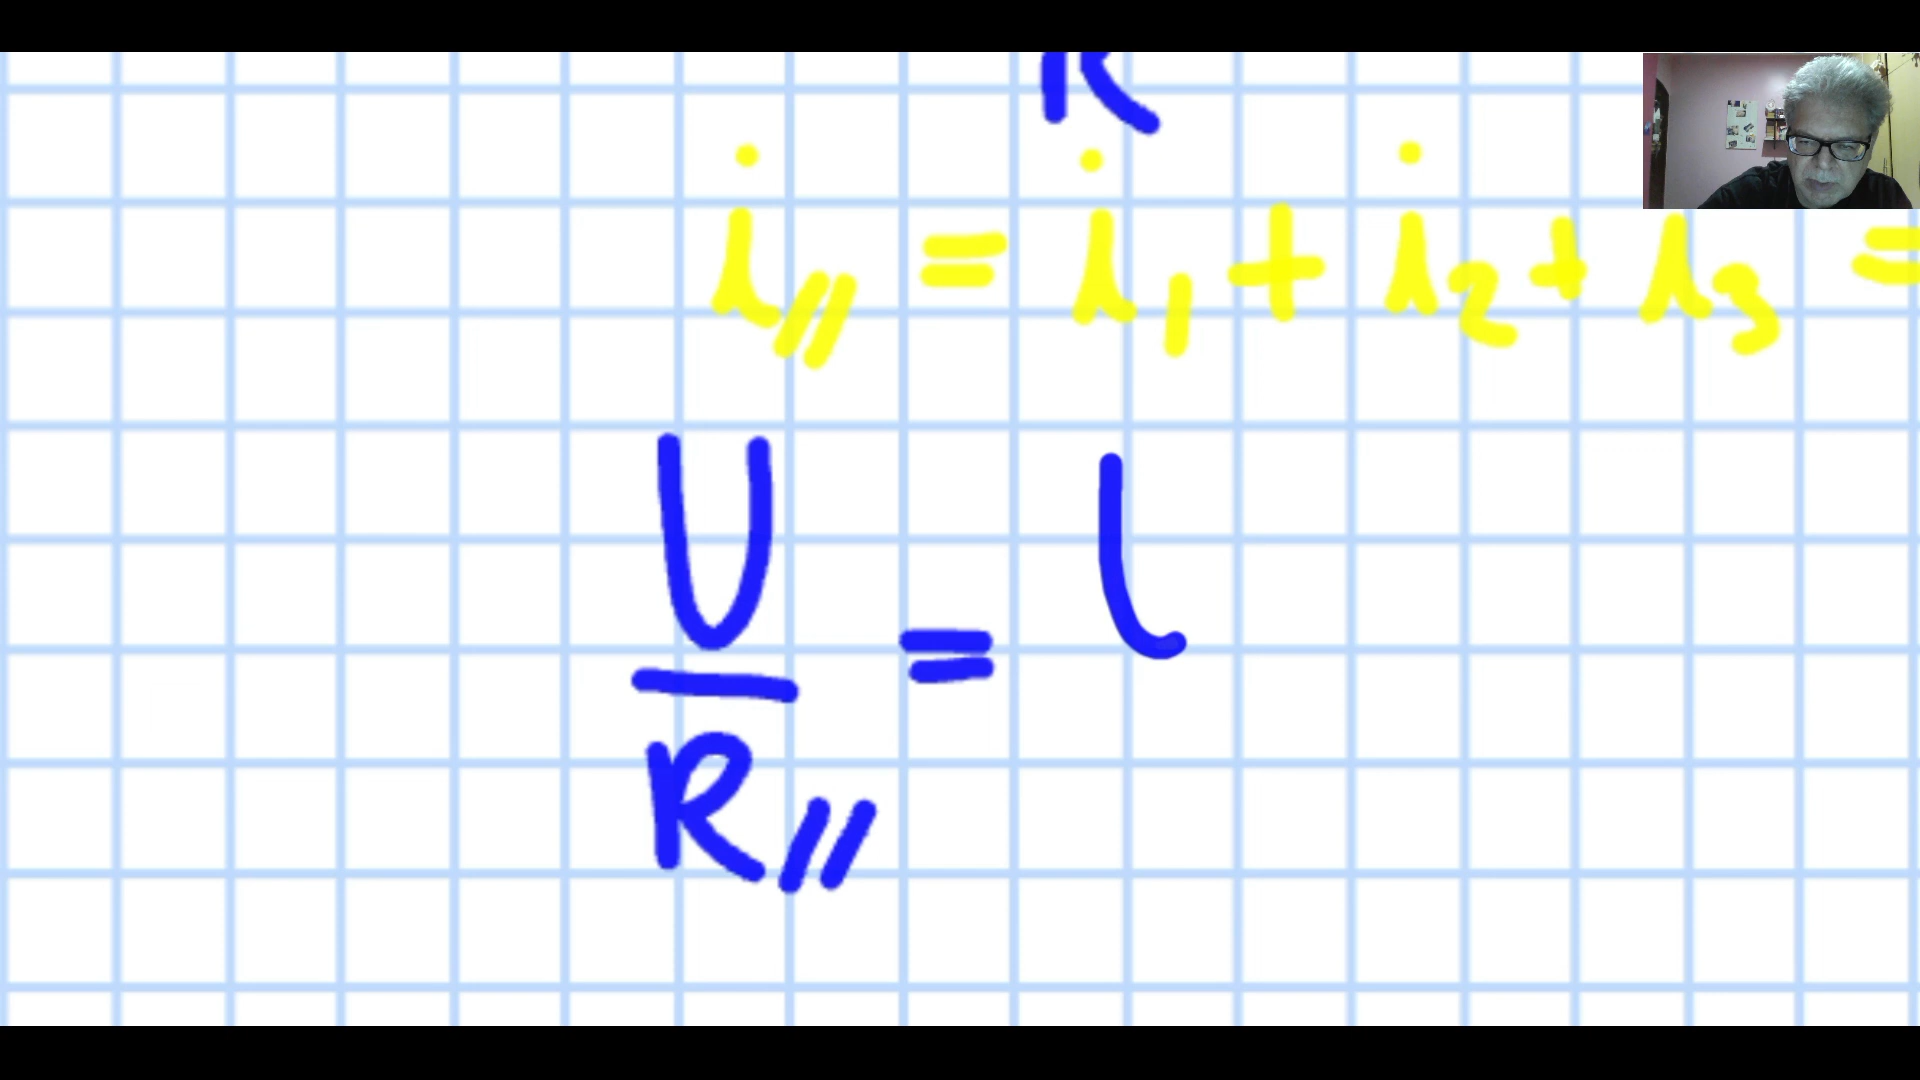 R
i// = i1 + i2 + i3 =
U
= U
R//